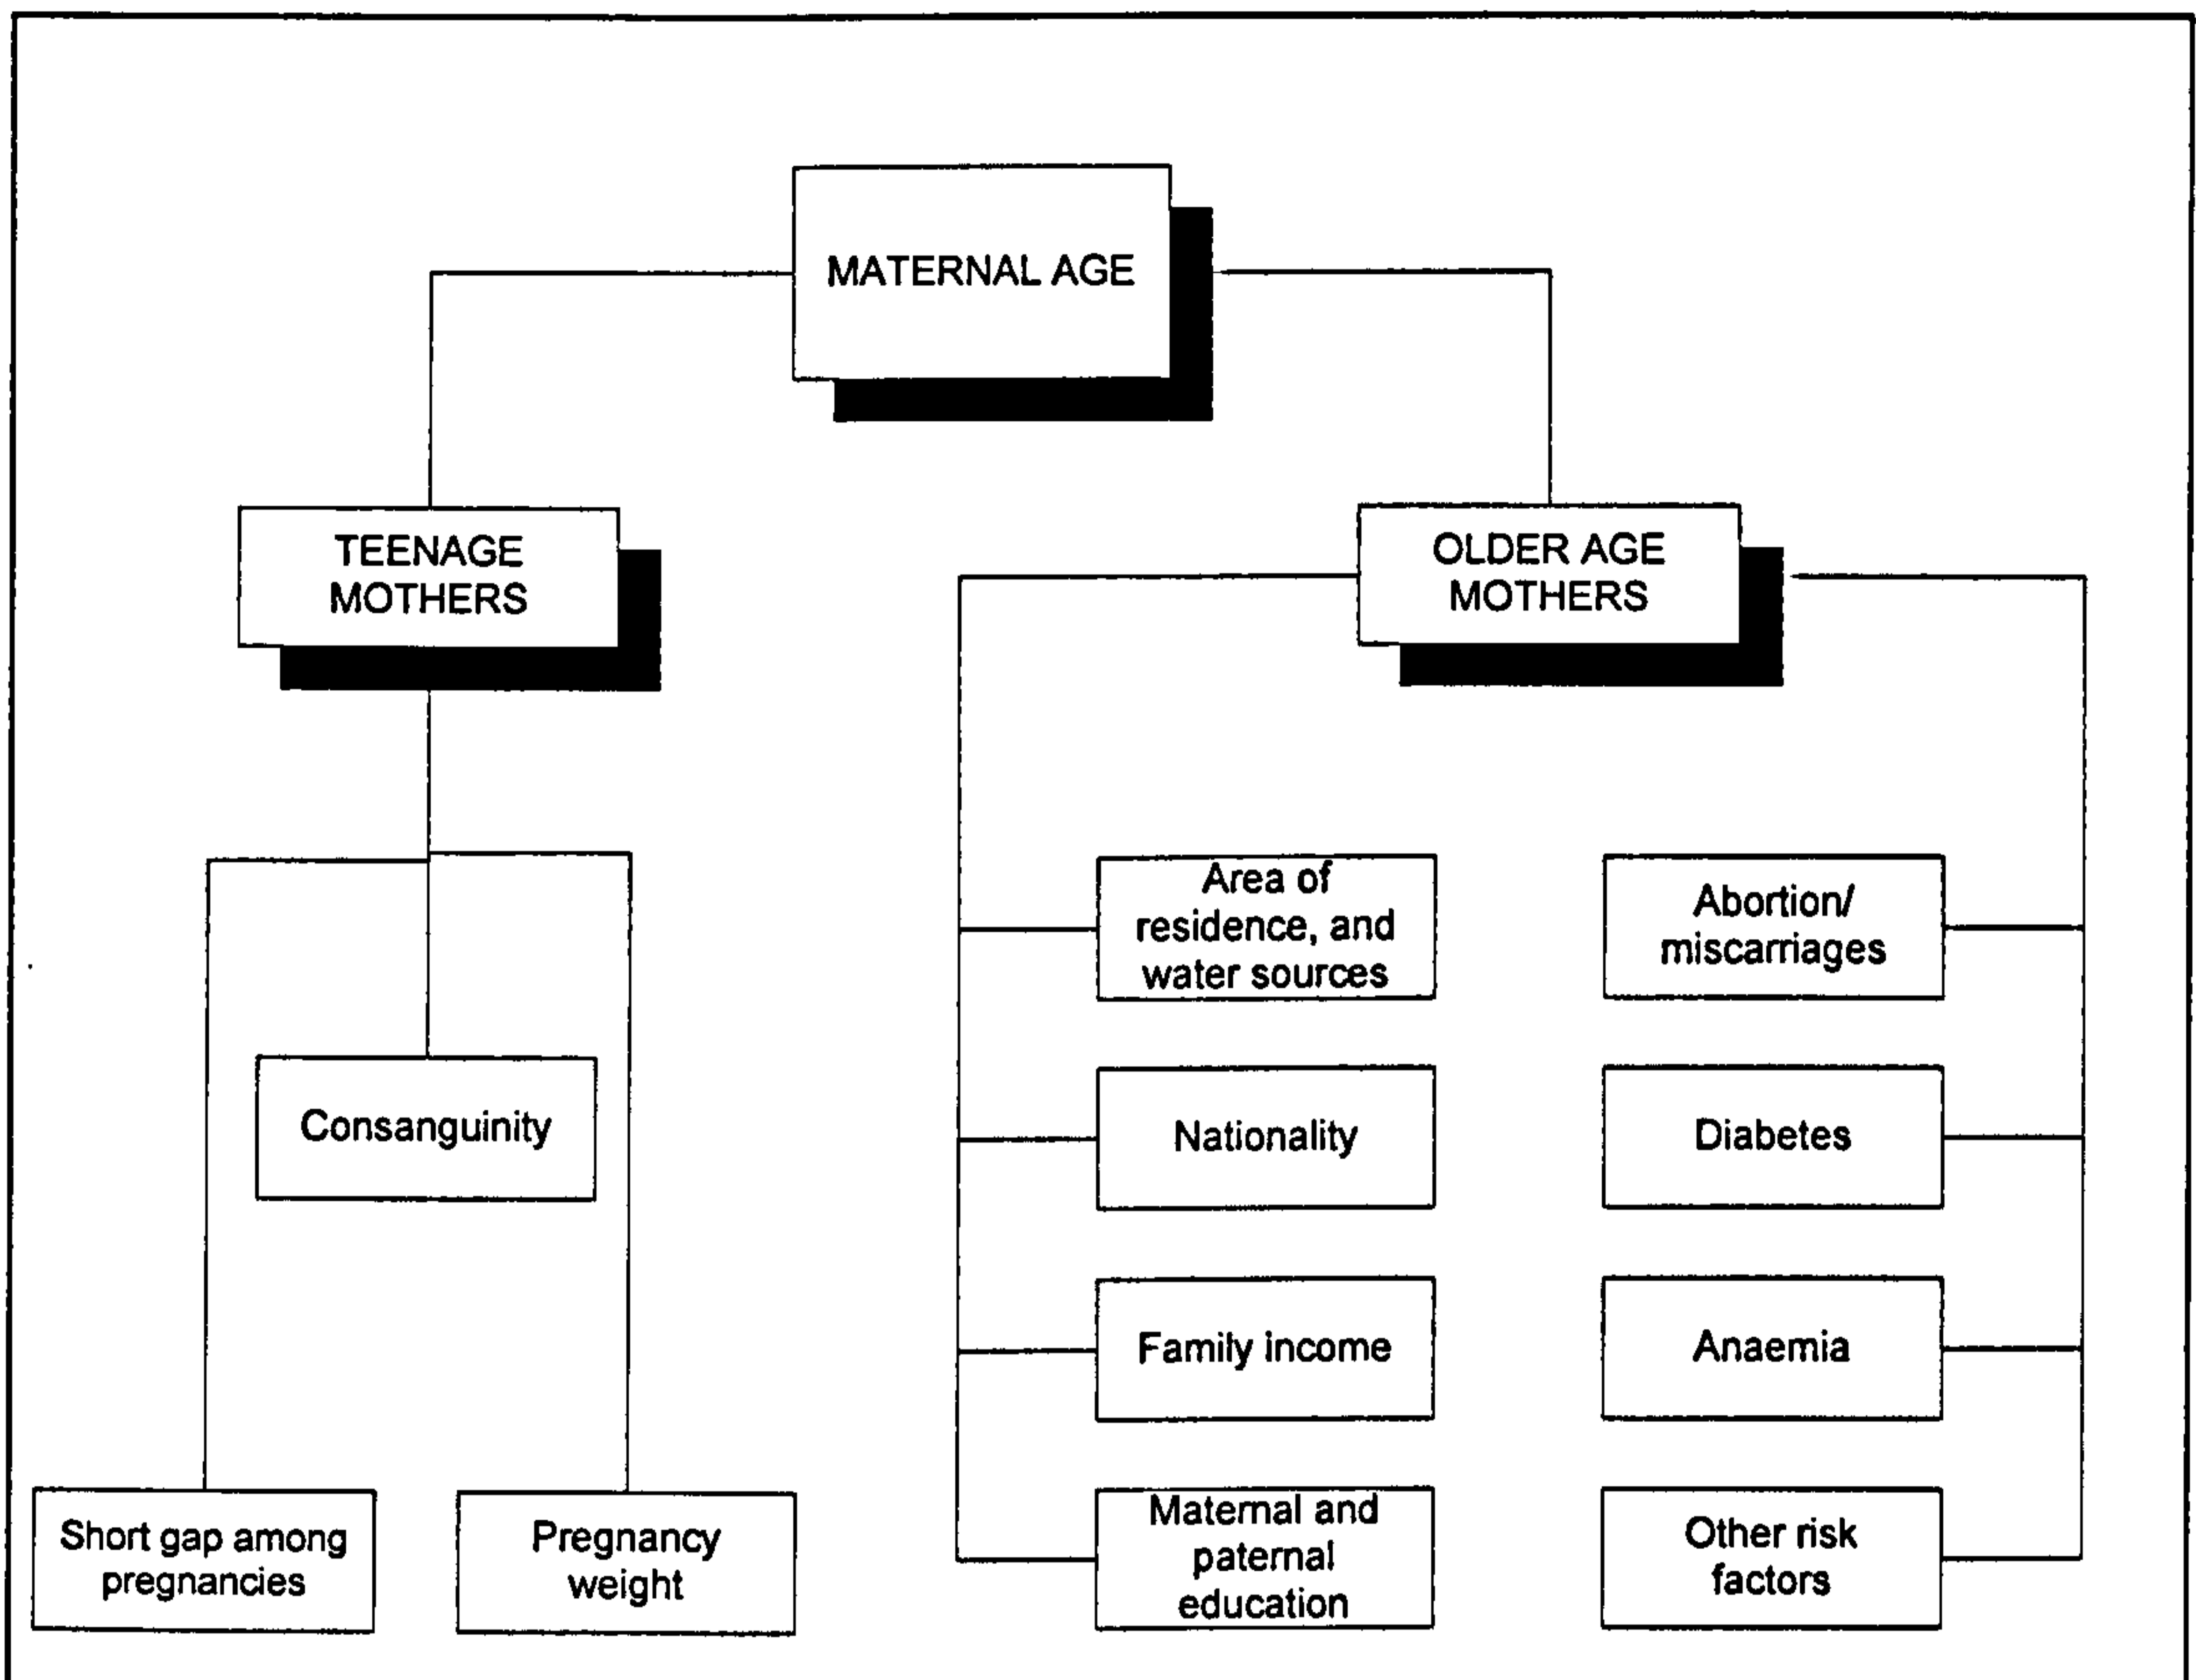 MATERNAL AGE
TEENAGE
MOTHERS
OLDER AGE
MOTHERS
Consanguinity
Short gap among
pregnancies
Pregnancy
weight
Area of
residence, and
water sources
Nationality
Family income
Maternal and
paternal
education
Abortion/
miscarriages
Diabetes
Anaemia
Other risk
factors